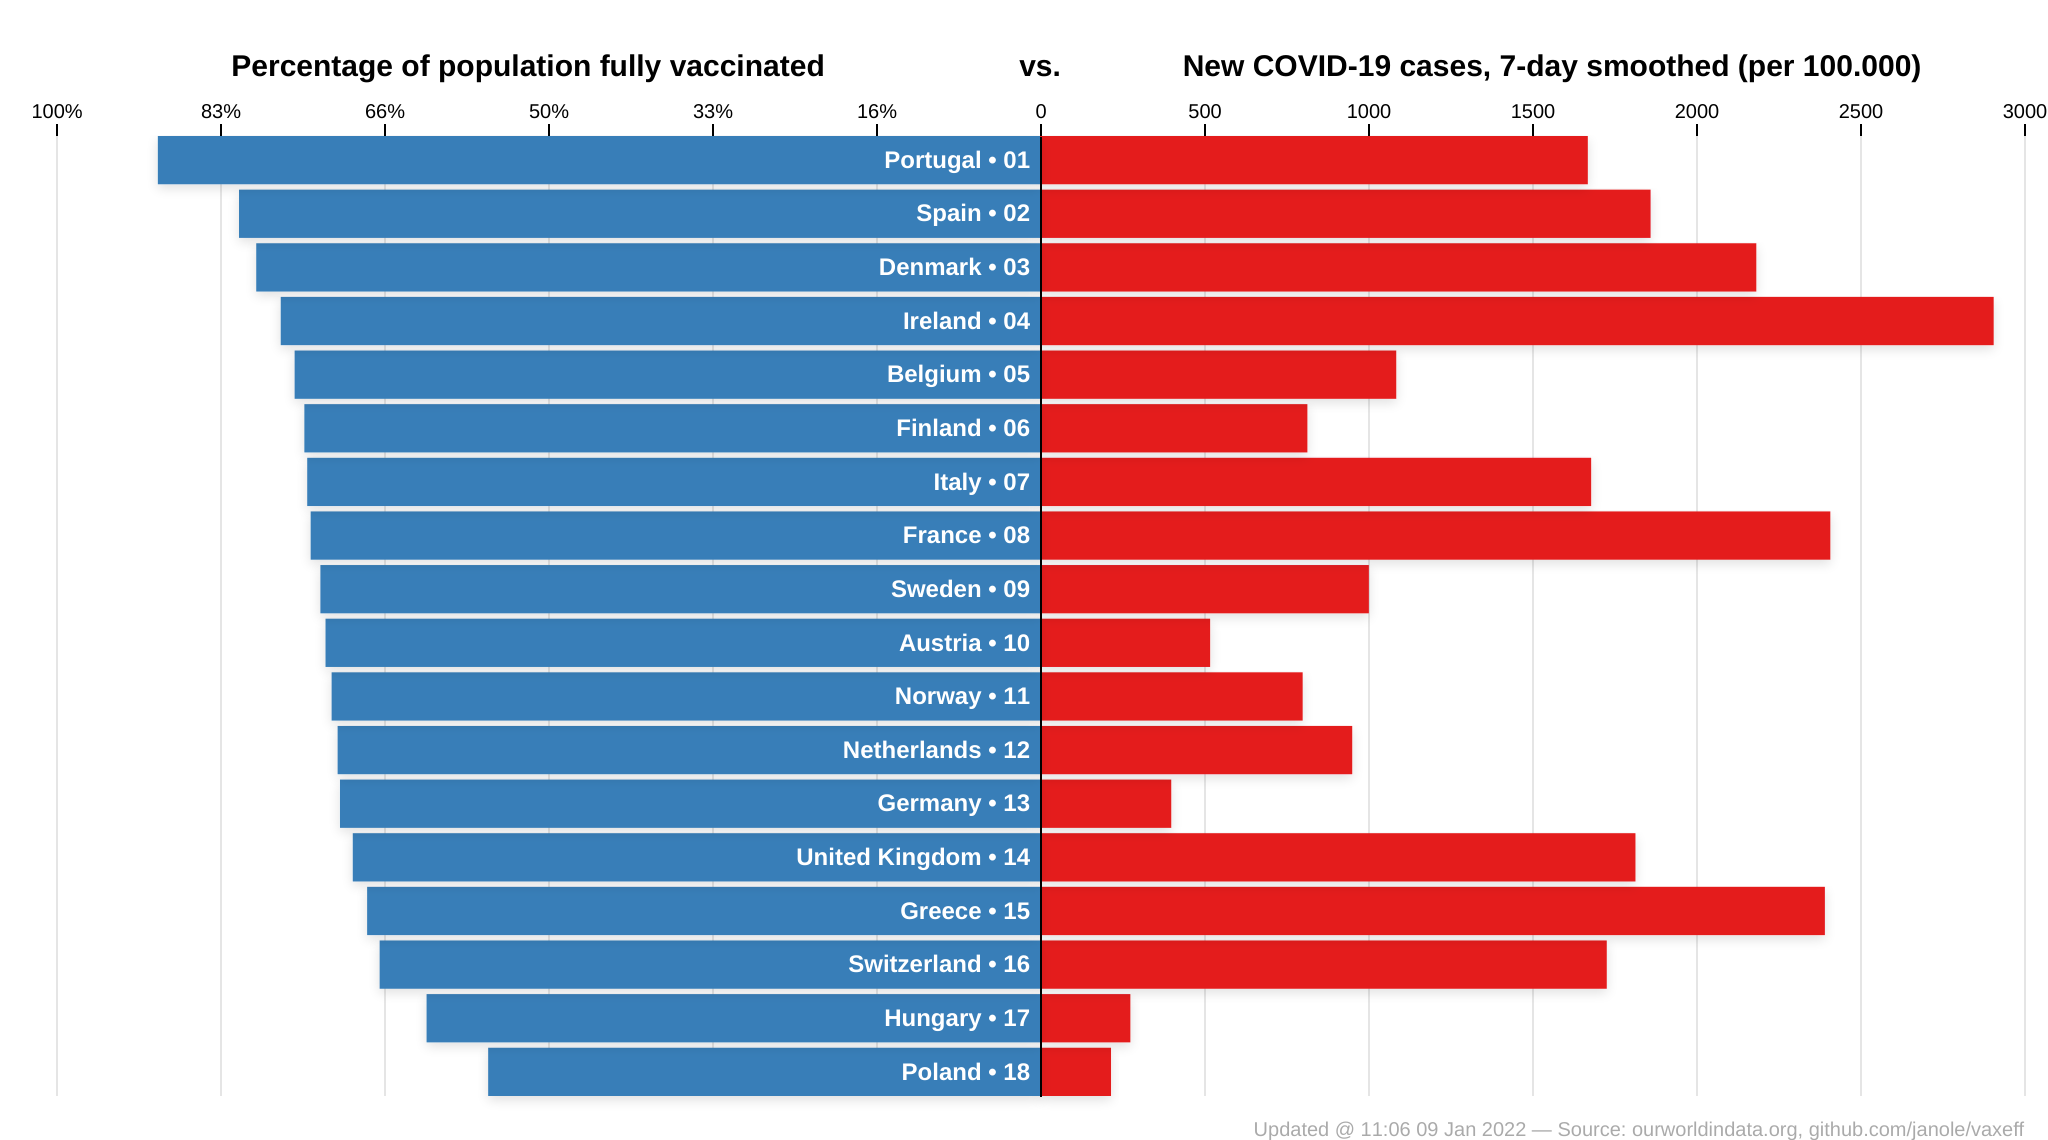 Percentage of population fully vaccinated vs. New COVID-19 cases, 7-day smoothed (per 100.000)
100% 83% 66% 50% 33% 16% 0 500 1000 1500 2000 2500 3000
Portugal • 01
Spain • 02
Denmark • 03
Ireland • 04
Belgium • 05
Finland • 06
Italy • 07
France • 08
Sweden • 09
Austria • 10
Norway • 11
Netherlands • 12
Germany • 13
United Kingdom • 14
Greece • 15
Switzerland • 16
Hungary • 17
Poland • 18
Updated @ 11:06 09 Jan 2022 — Source: ourworldindata.org, github.com/janole/vaxeff